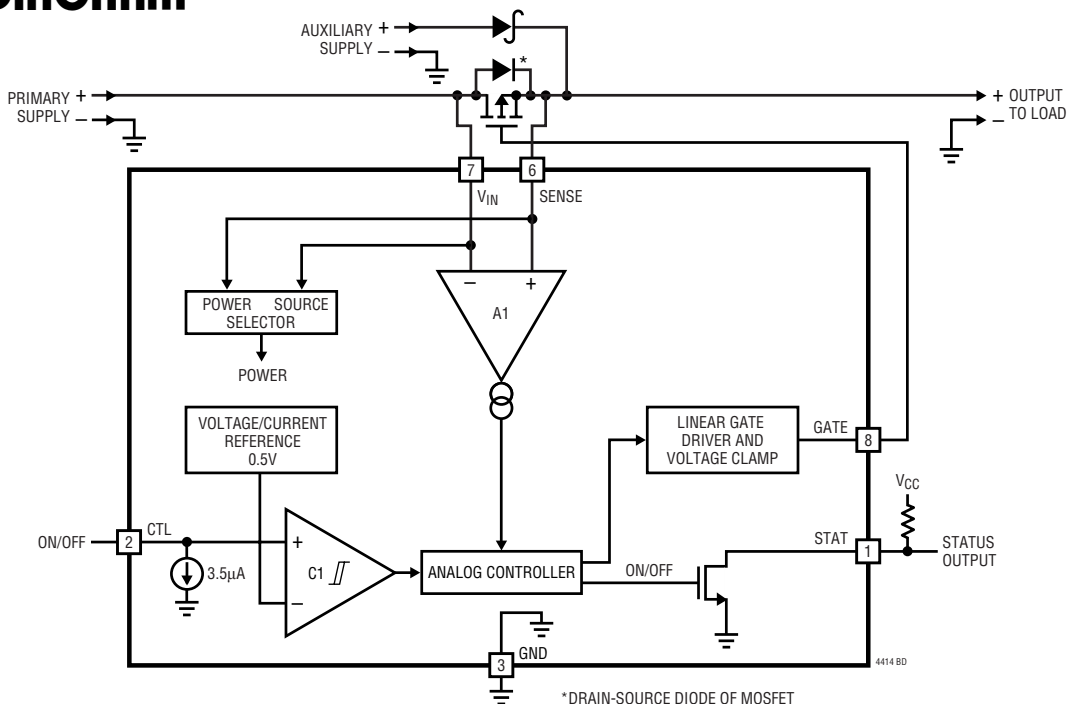 AUXILIARY +
SUPPLY –
*
PRIMARY +
SUPPLY –
+ OUTPUT
– TO LOAD
7
6
VIN
SENSE
– +
A1
POWER SOURCE
SELECTOR
POWER
VOLTAGE/CURRENT
REFERENCE
0.5V
LINEAR GATE
DRIVER AND
VOLTAGE CLAMP
GATE
8
VCC
ON/OFF
2
CTL
3.5µA
+
C1
–
ANALOG CONTROLLER
ON/OFF
STAT
1
STATUS
OUTPUT
3
GND
4414 BD
*DRAIN-SOURCE DIODE OF MOSFET